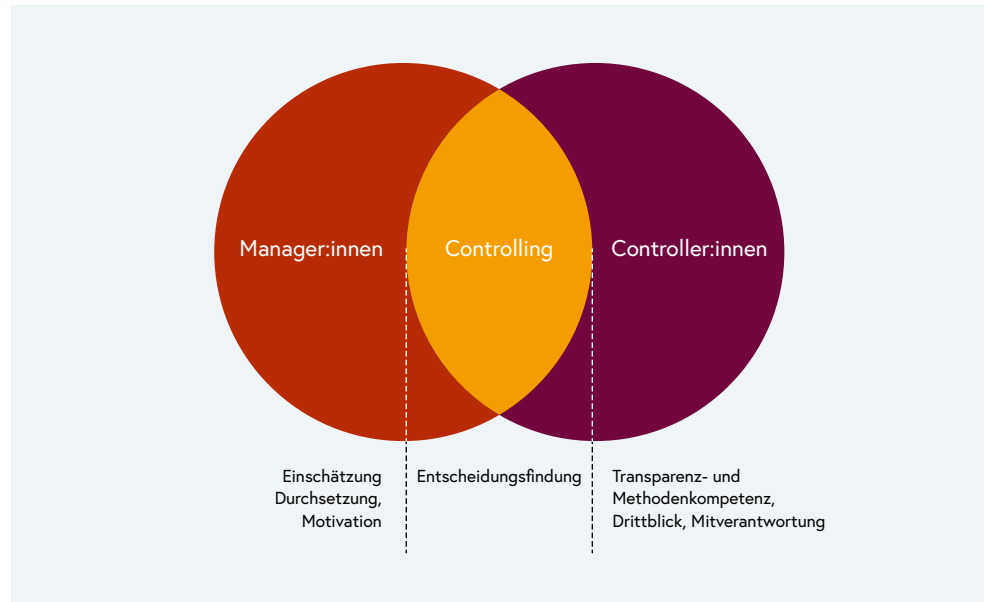 Manager:innen
Controlling
Controller:innen
Einschätzung
Durchsetzung,
Motivation
Entscheidungsfindung
Transparenz- und
Methodenkompetenz,
Drittblick, Mitverantwortung